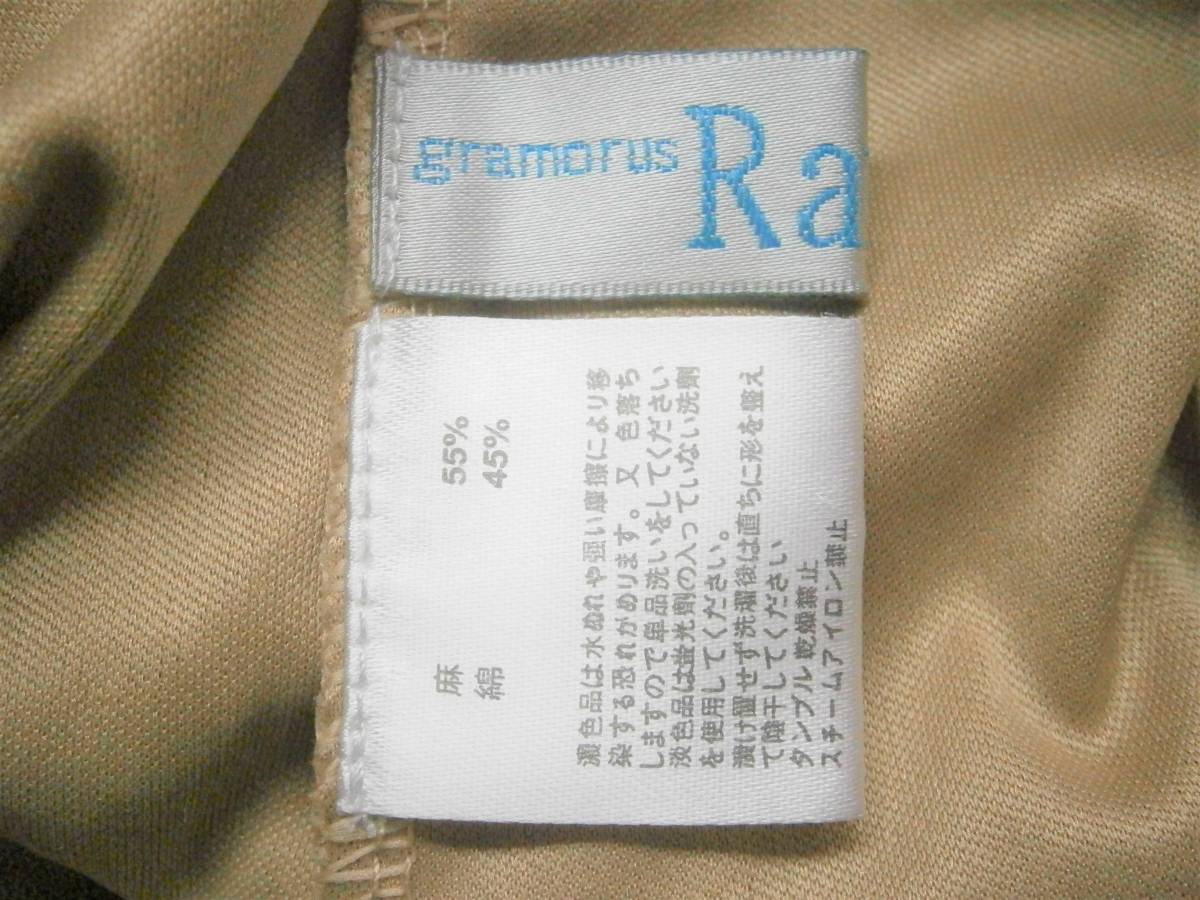 gramorus
Ra
麻 55%
綿 45%
濃色品は水ぬれや強い摩擦により移
染する恐れがあります。又 色落ち
しますので単品洗いをしてください
淡色品は蛍光剤の入っていない洗剤
を使用してください。
漬け置せず洗濯後は直ちに形を整え
て陰干してください
タンブル 乾燥禁止
スチームアイロン禁止